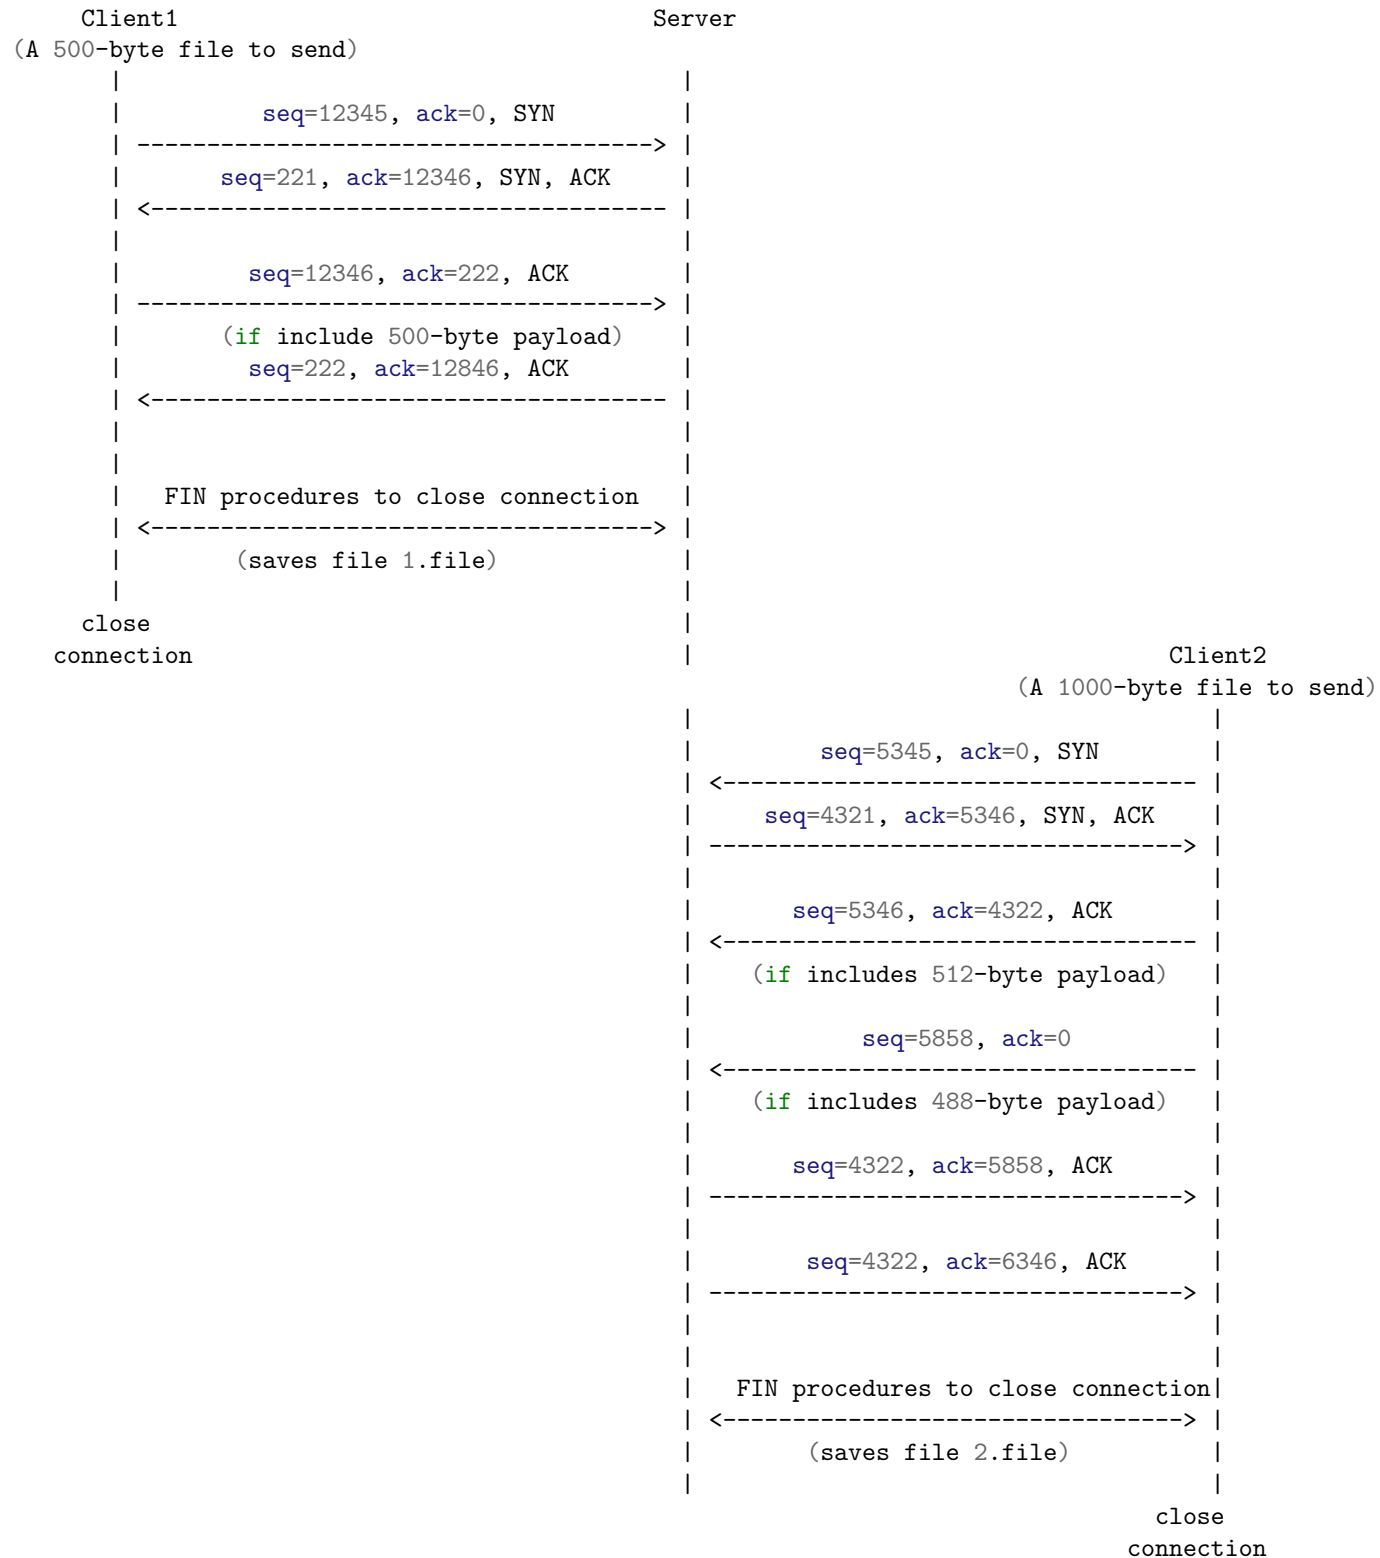 Client1 Server
(A 500-byte file to send)
| |
| seq=12345, ack=0, SYN |
| -------------------------------------> |
| seq=221, ack=12346, SYN, ACK |
| <------------------------------------- |
| |
| seq=12346, ack=222, ACK |
| -------------------------------------> |
| (if include 500-byte payload) |
| seq=222, ack=12846, ACK |
| <------------------------------------- |
| |
| |
| FIN procedures to close connection |
| <------------------------------------> |
| (saves file 1.file) |
| |
close |
connection | Client2
(A 1000-byte file to send)
| |
| seq=5345, ack=0, SYN |
| <---------------------------------- |
| seq=4321, ack=5346, SYN, ACK |
| ----------------------------------> |
| |
| seq=5346, ack=4322, ACK |
| <---------------------------------- |
| (if includes 512-byte payload) |
| |
| seq=5858, ack=0 |
| <---------------------------------- |
| (if includes 488-byte payload) |
| |
| seq=4322, ack=5858, ACK |
| ----------------------------------> |
| |
| seq=4322, ack=6346, ACK |
| ----------------------------------> |
| |
| |
| FIN procedures to close connection|
| <---------------------------------> |
| (saves file 2.file) |
| |
close
connection